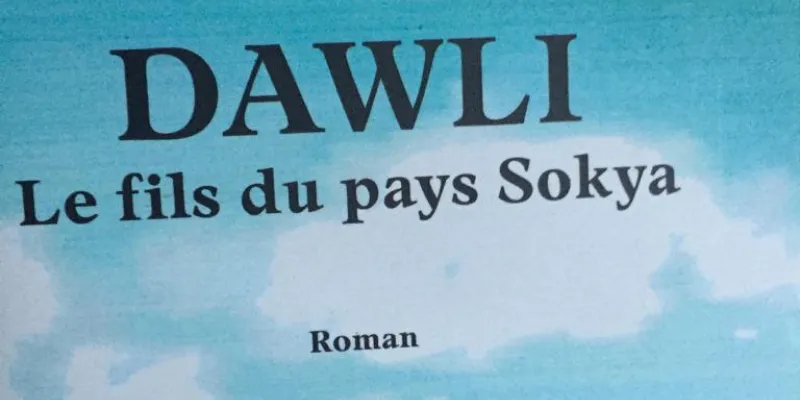 DAWLI
Le fils du pays Sokya
Roman